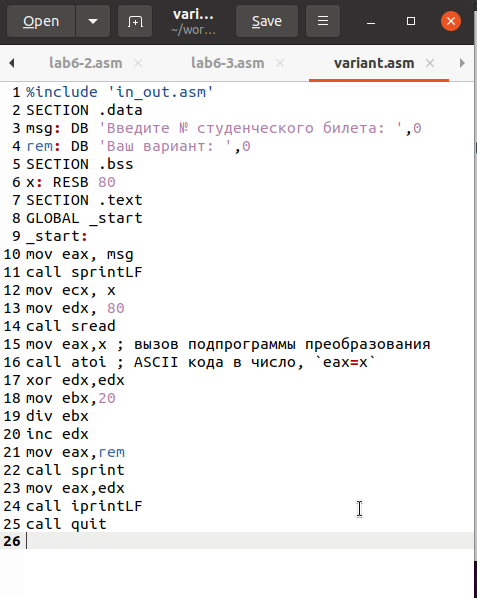 Open
vari...
~/wor...
Save
lab6-2.asm
lab6-3.asm
variant.asm
1 %include 'in_out.asm'
2 SECTION .data
3 msg: DB 'Введите № студенческого билета: ',0
4 rem: DB 'Ваш вариант: ',0
5 SECTION .bss
6 x: RESB 80
7 SECTION .text
8 GLOBAL _start
9 _start:
10 mov eax, msg
11 call sprintLF
12 mov ecx, x
13 mov edx, 80
14 call sread
15 mov eax,x ; вызов подпрограммы преобразования
16 call atoi ; ASCII кода в число, `eax=x`
17 xor edx,edx
18 mov ebx,20
19 div ebx
20 inc edx
21 mov eax,rem
22 call sprint
23 mov eax,edx
24 call iprintLF
25 call quit
26